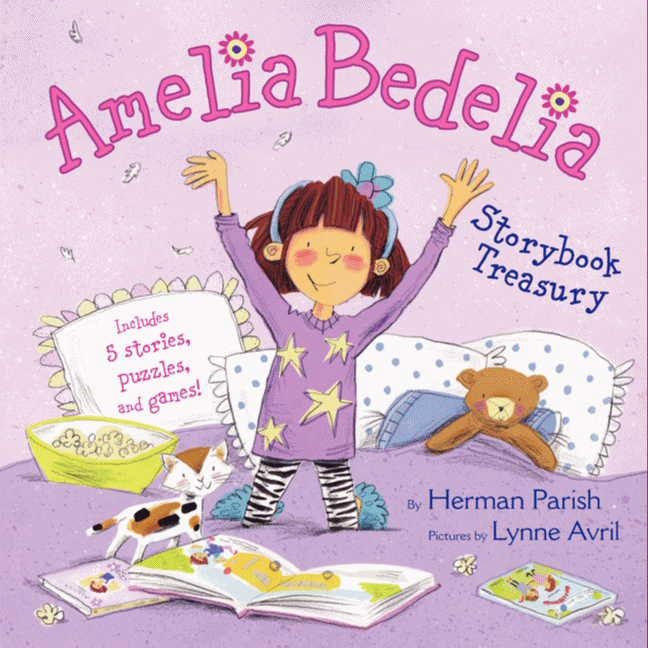 Amelia Bedelia
Storybook
Treasury
Includes
5 stories,
puzzles,
and games!
By Herman Parish
Pictures by Lynne Avril